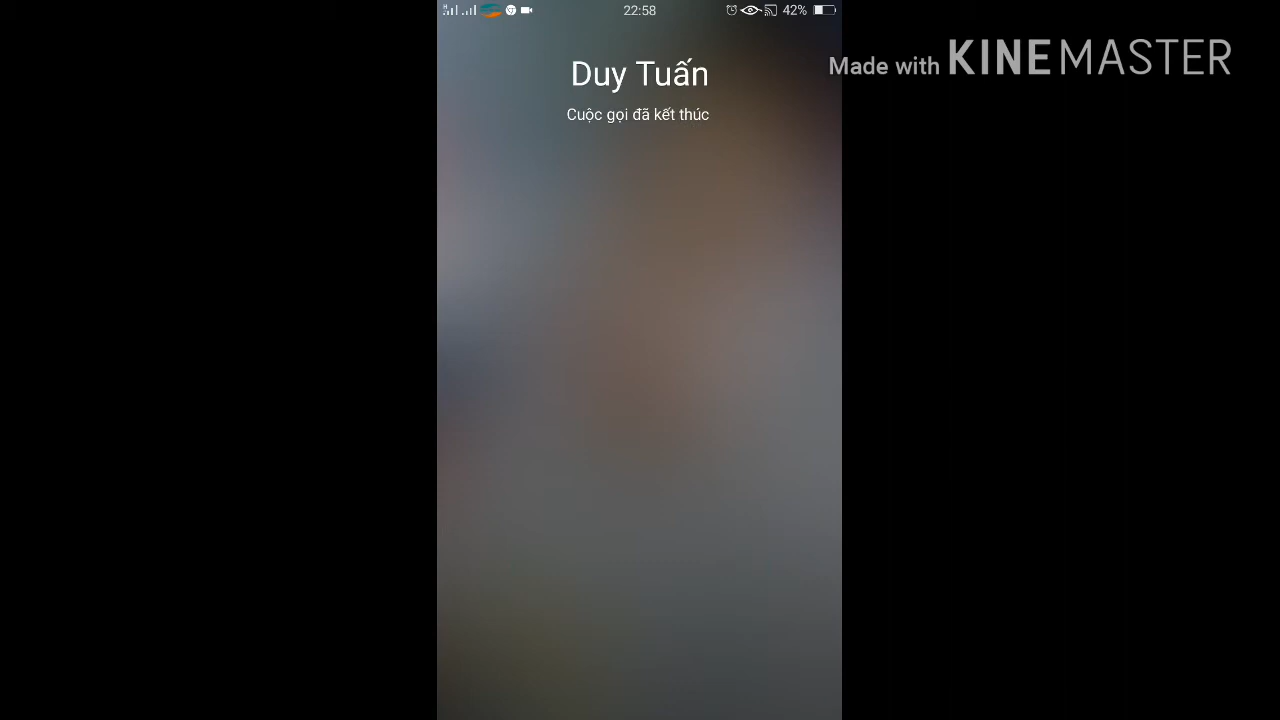 22:58
42%
Made with KINEMASTER
Duy Tuấn
Cuộc gọi đã kết thúc